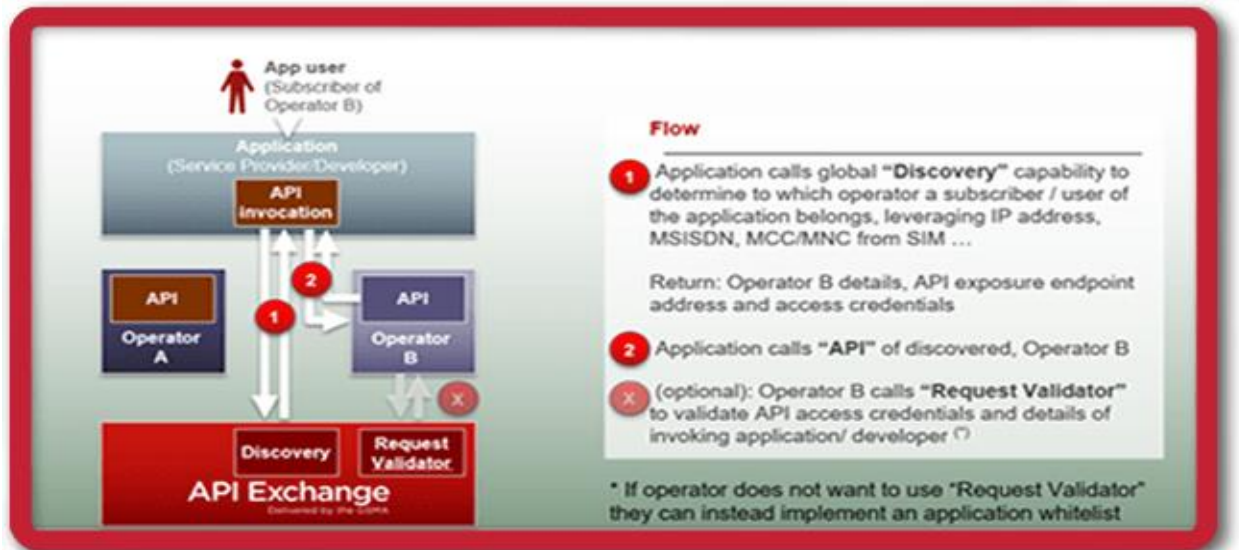 App user
(Subscriber of
Operator B)
Application
(Service Provider/Developer)
API
invocation
2
API
API
1
Operator
A
Operator
B
X
Discovery
Request
Validator
API Exchange
Delivered by the GSMA
Flow
1 Application calls global "Discovery" capability to
determine to which operator a subscriber / user of
the application belongs, leveraging IP address,
MSISDN, MCC/MNC from SIM ...
Return: Operator B details, API exposure endpoint
address and access credentials
2 Application calls "API" of discovered, Operator B
X (optional): Operator B calls "Request Validator"
to validate API access credentials and details of
invoking application/ developer (*)
* If operator does not want to use "Request Validator"
they can instead implement an application whitelist